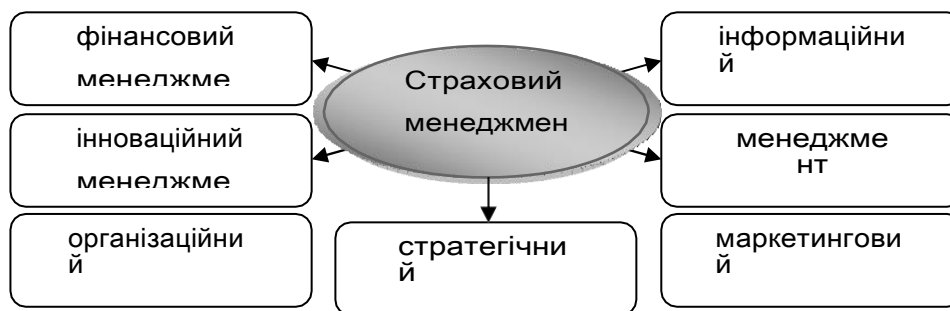 фінансовий
менеджме
Страховий
менеджмен
інформаційни
й
інноваційний
менеджме
менеджме
нт
організаційни
й
стратегічни
й
маркетингови
й